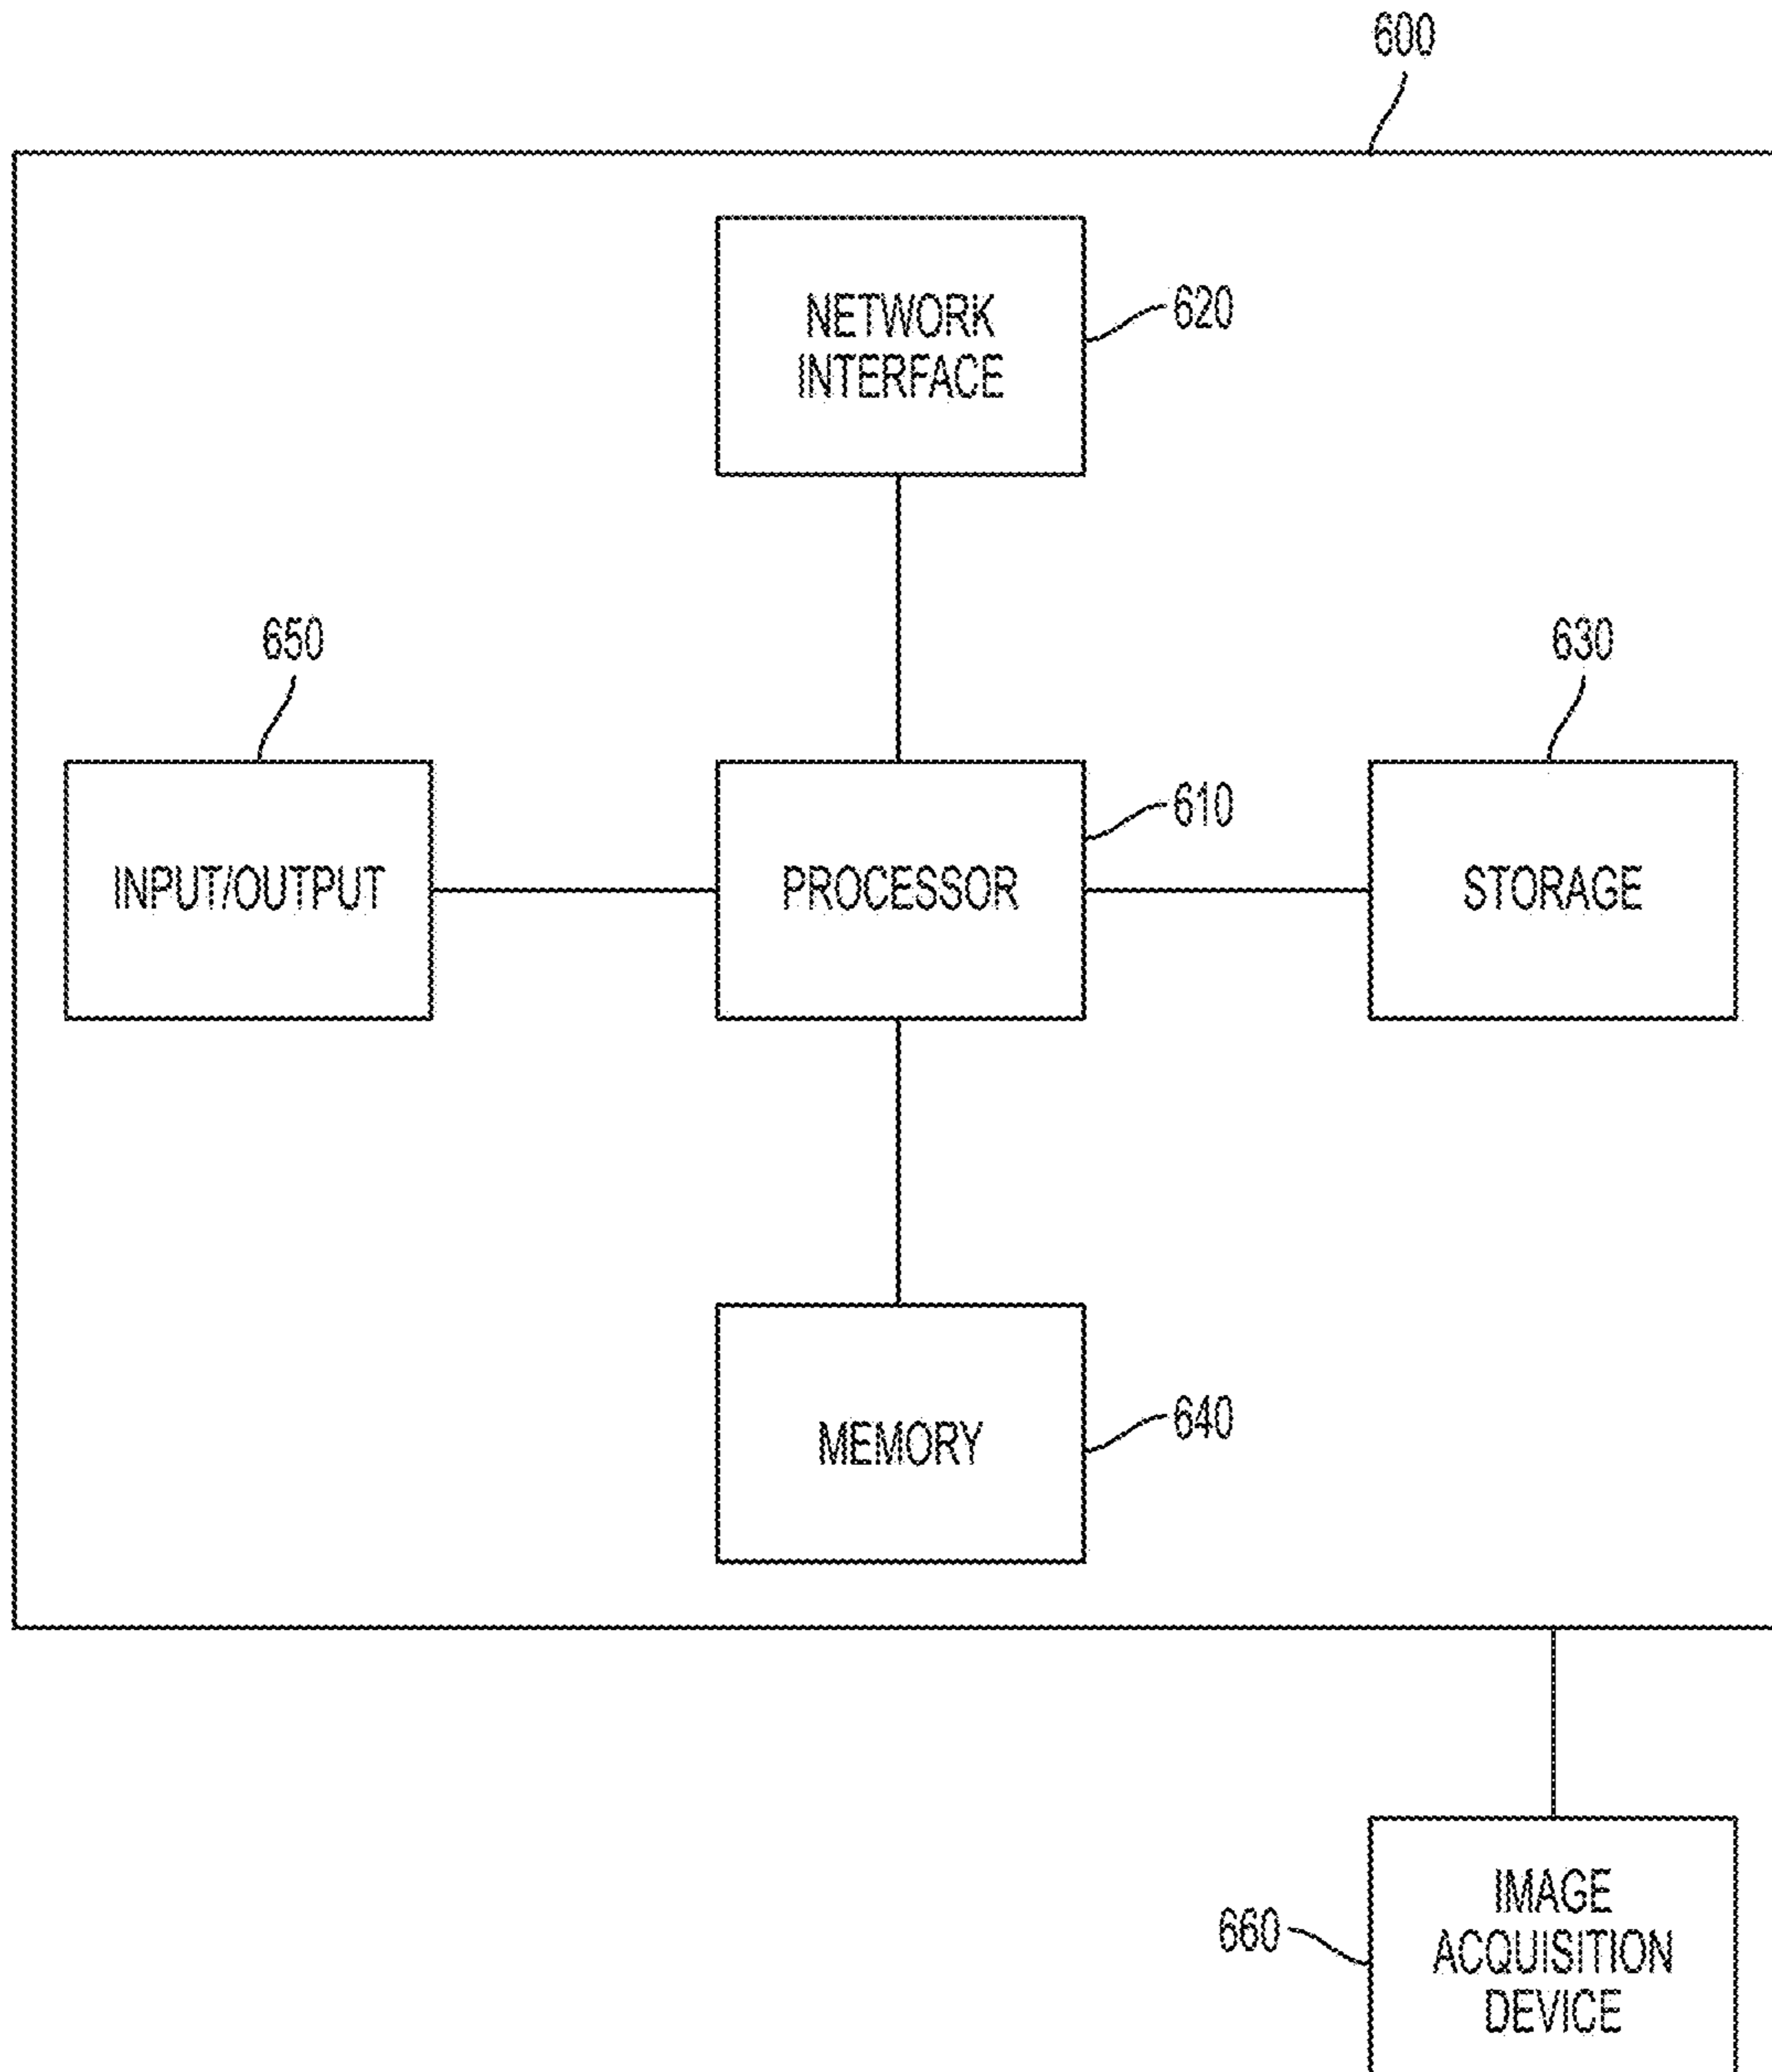 600
NETWORK
INTERFACE
620
650
630
INPUT/OUTPUT
PROCESSOR
610
STORAGE
MEMORY
640
660
IMAGE
ACQUISITION
DEVICE